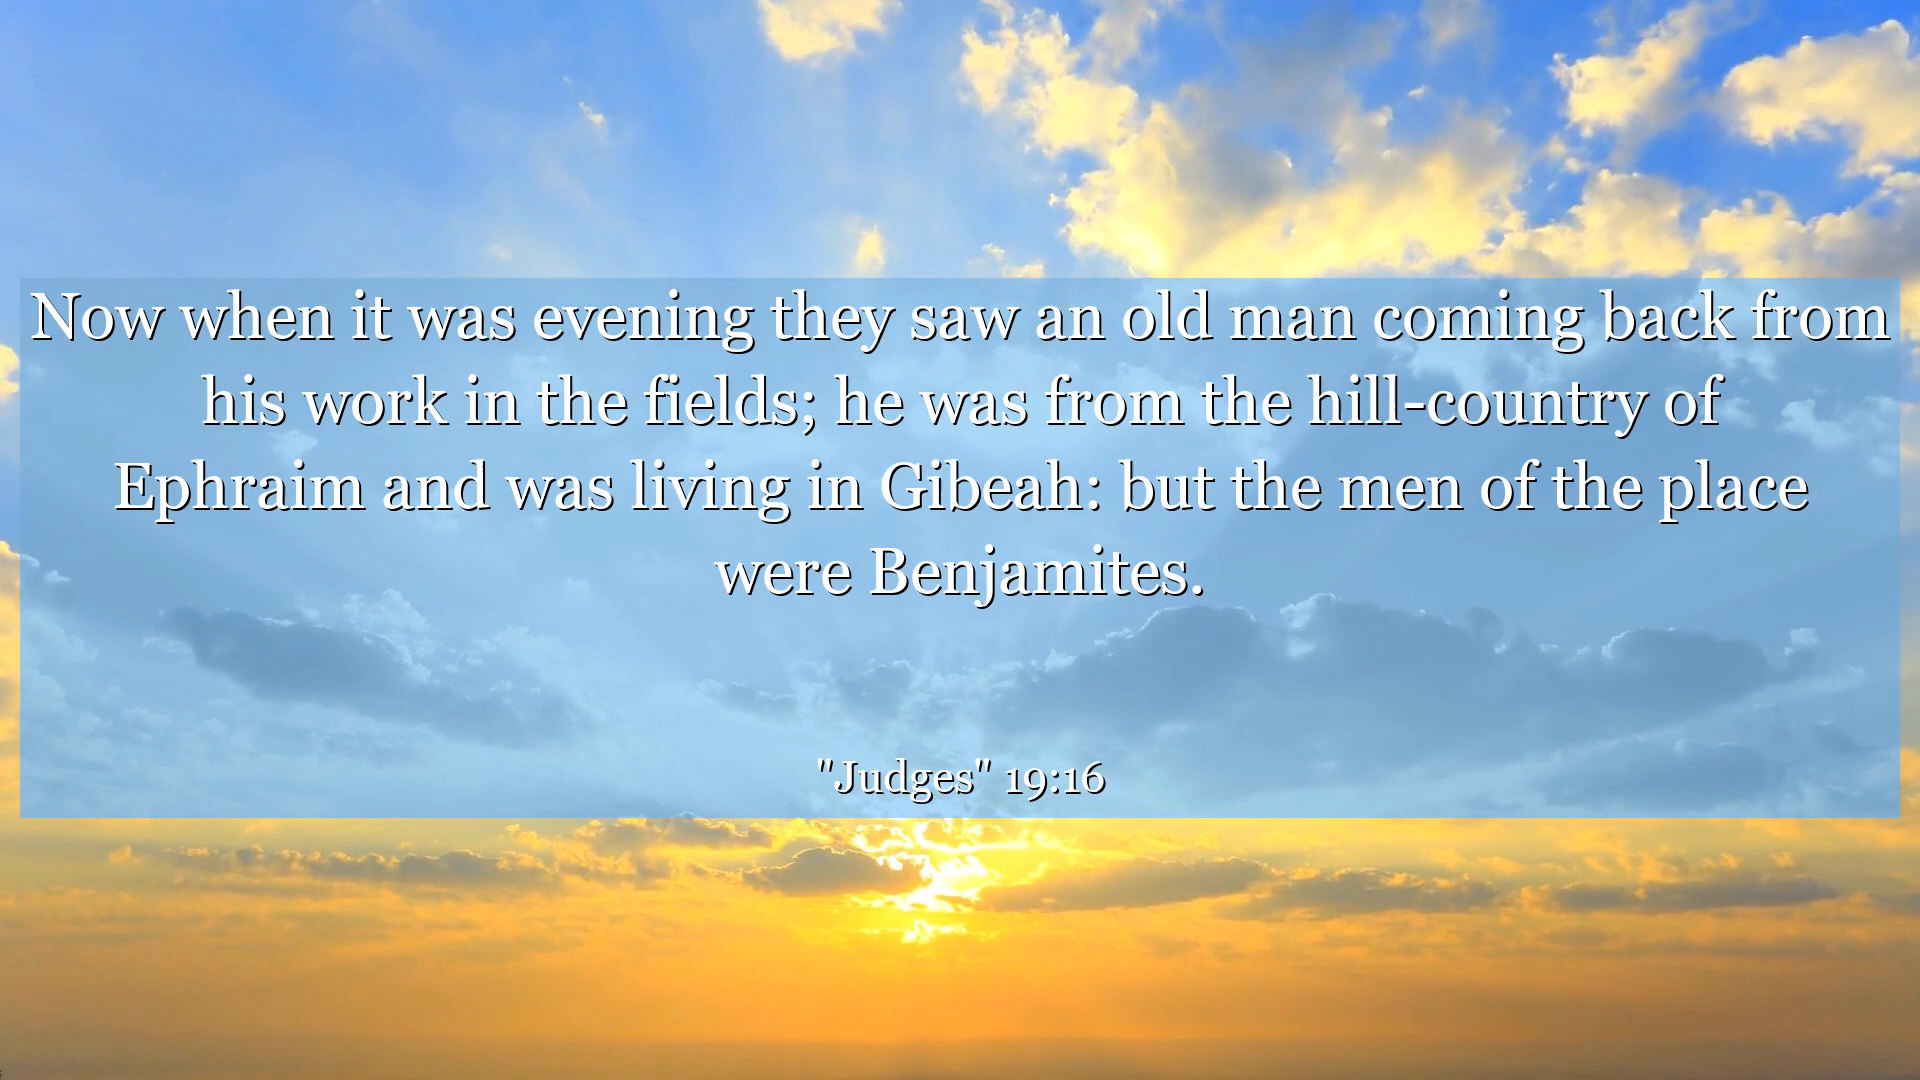 Now when it was evening they saw an old man coming back from
his work in the fields; he was from the hill-country of
Ephraim and was living in Gibeah: but the men of the place
were Benjamites.
"Judges" 19:16